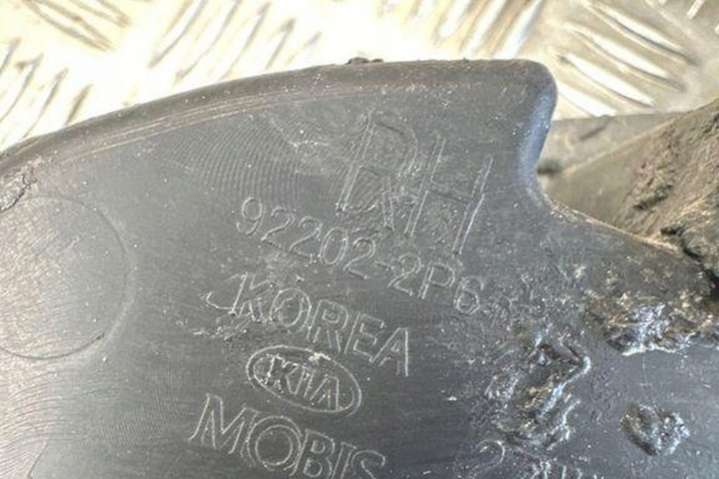 RH
92202-2P6
KOREA
KIA
MOBIS